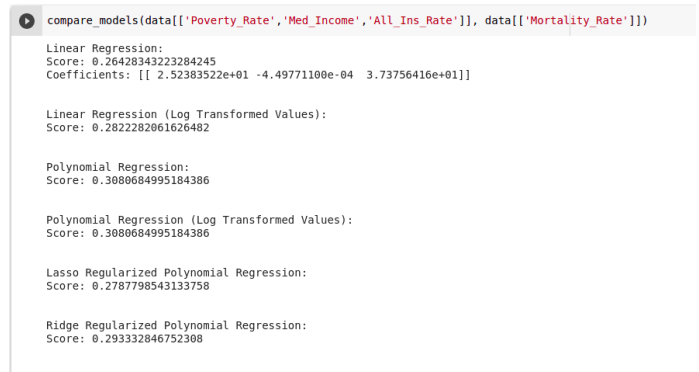 compare_models(data[['Poverty_Rate','Med_Income','All_Ins_Rate']], data[['Mortality_Rate']])
Linear Regression:
Score: 0.26428343223284245
Coefficients: [[ 2.52383522e+01 -4.49771100e-04  3.73756416e+01]]
Linear Regression (Log Transformed Values):
Score: 0.2822282061626482
Polynomial Regression:
Score: 0.3080684995184386
Polynomial Regression (Log Transformed Values):
Score: 0.3080684995184386
Lasso Regularized Polynomial Regression:
Score: 0.2787798543133758
Ridge Regularized Polynomial Regression:
Score: 0.293332846752308